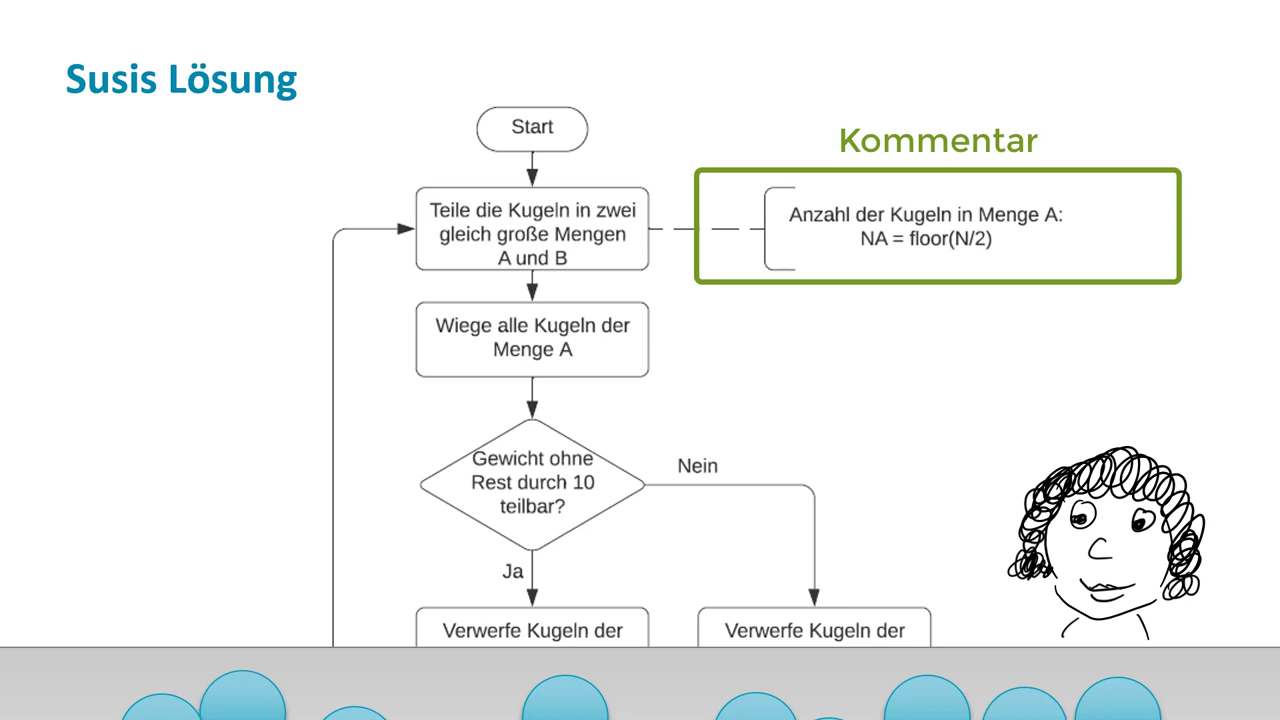 Susis Lösung
Start
Kommentar
Teile die Kugeln in zwei
gleich große Mengen
A und B
Anzahl der Kugeln in Menge A:
NA = floor(N/2)
Wiege alle Kugeln der
Menge A
Gewicht ohne
Rest durch 10
teilbar?
Nein
Ja
Verwerfe Kugeln der
Verwerfe Kugeln der